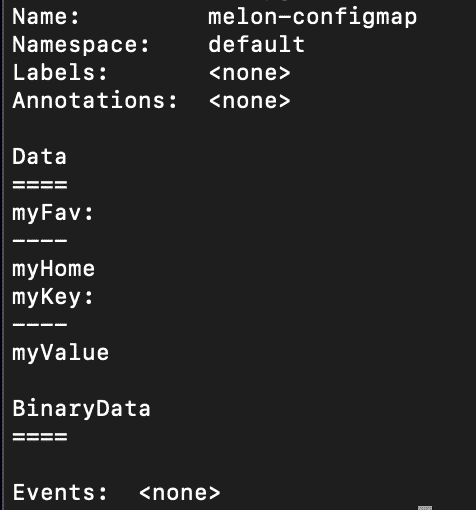 Name:         melon-configmap
Namespace:    default
Labels:       <none>
Annotations:  <none>

Data
====
myFav:
----
myHome
myKey:
----
myValue

BinaryData
====

Events:  <none>